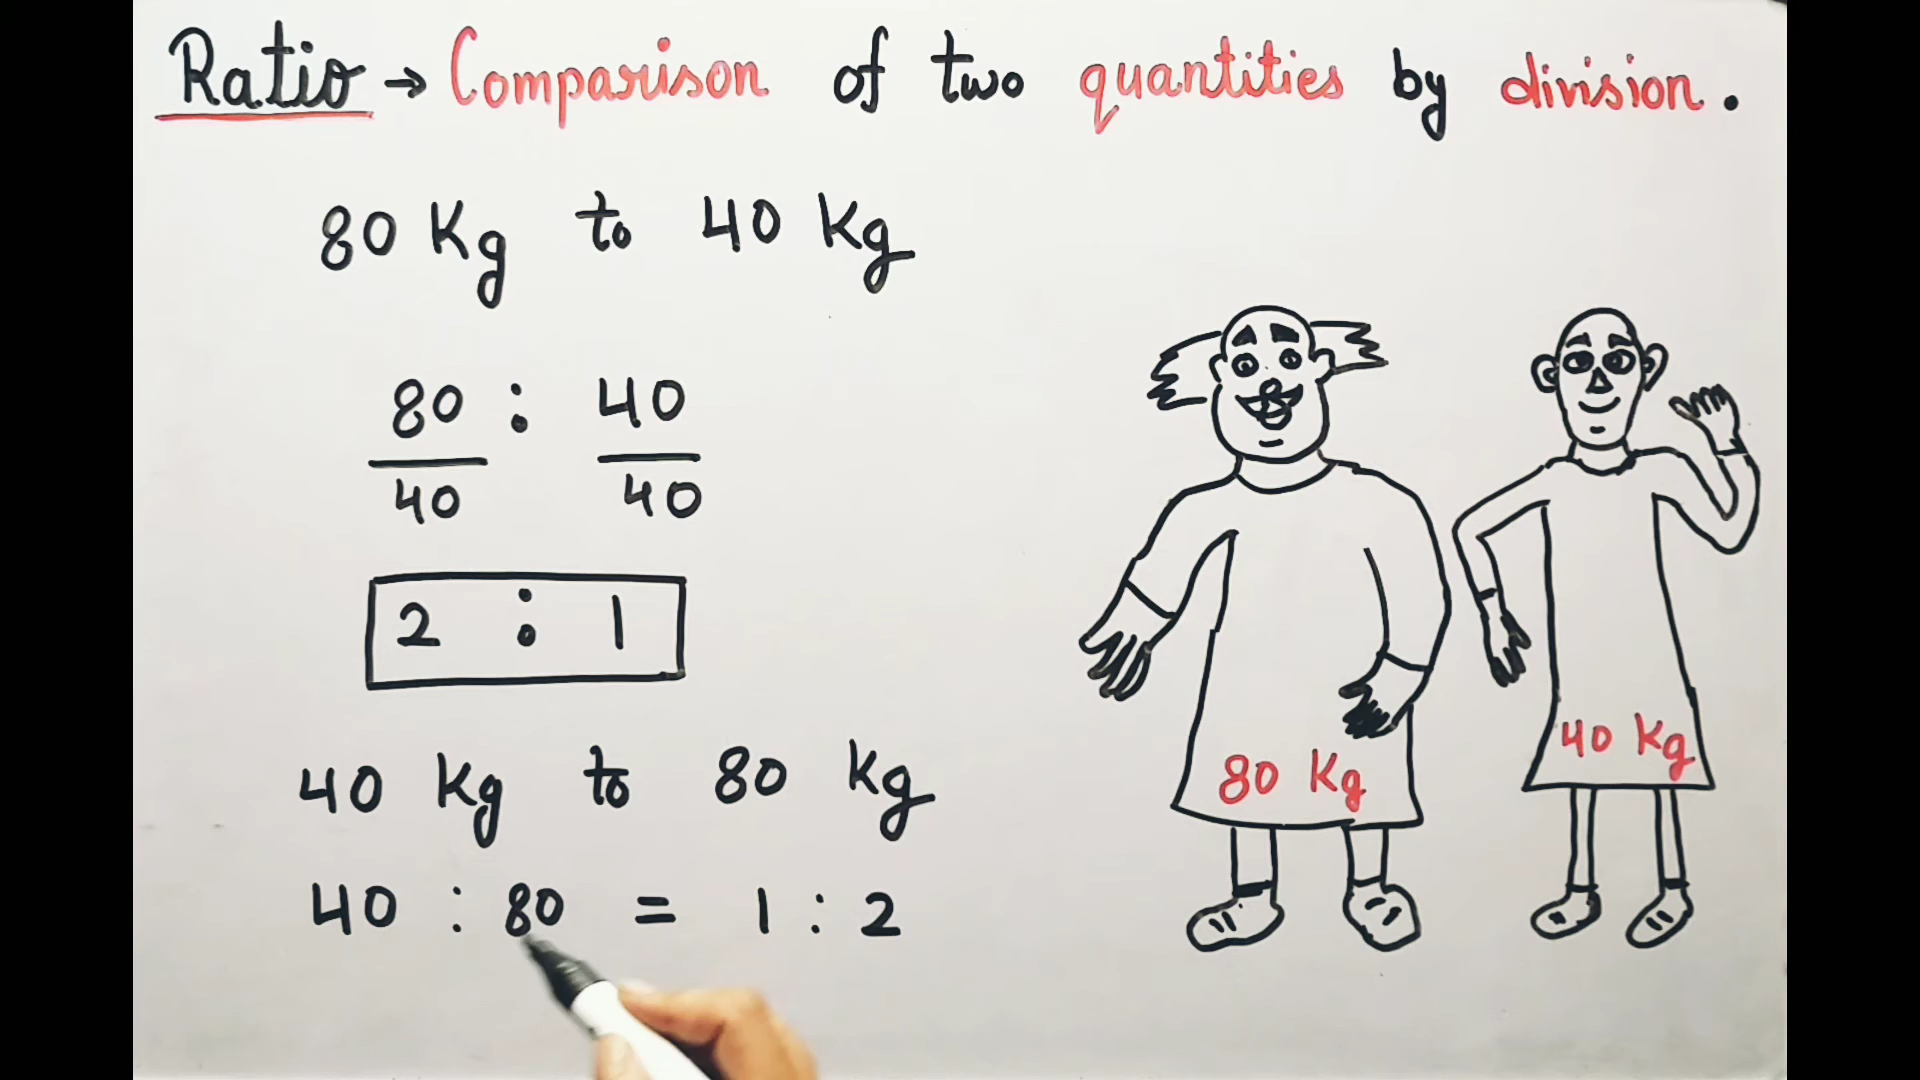 Ratio → Comparison of two quantities by division.
80 Kg to 40 Kg
80 : 40
40 40
2 : 1
40 Kg to 80 Kg
40 : 80 = 1 : 2
80 Kg
40 Kg